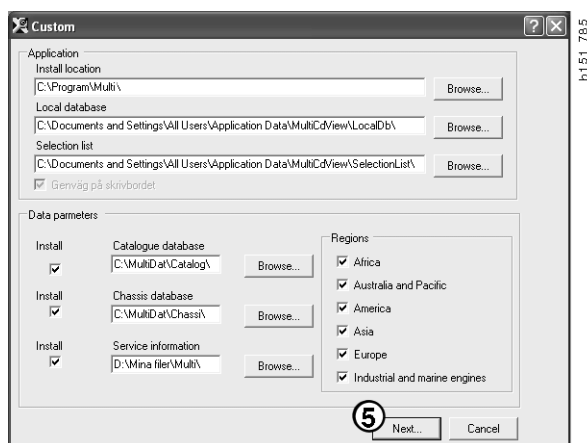 Custom
Application
Install location
C:\Program\Multi\
Browse...
Local database
C:\Documents and Settings\All Users\Application Data\MultiCdView\LocalDb\
Browse...
Selection list
C:\Documents and Settings\All Users\Application Data\MultiCdView\SelectionList\
Browse...
Genväg på skrivbordet
Data parmeters
Install
Catalogue database
C:\MultiDat\Catalog\
Browse...
Install
Chassis database
C:\MultiDat\Chassi\
Browse...
Install
Service information
D:\Mina filer\Multi\
Browse...
Regions
Africa
Australia and Pacific
America
Asia
Europe
Industrial and marine engines
5
Next...
Cancel
b151 785